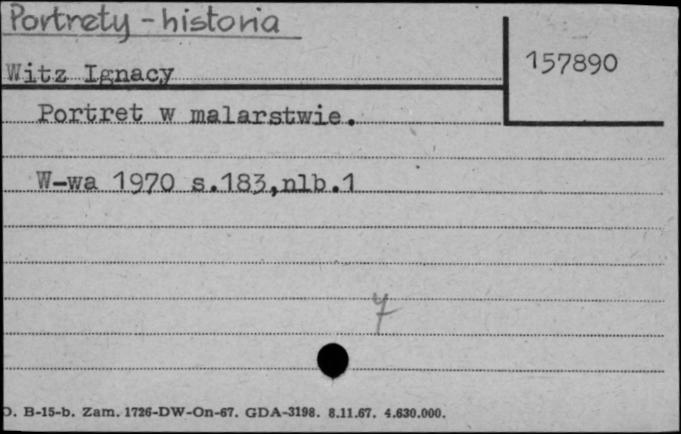 Portrety - historia
157890
Witz Ignacy
Portret w malarstwie.
W-wa 1970 s.183,nlb.1
7
O. B-15-b. Zam. 1726-DW-On-67. GDA-3198. 8.11.67. 4.630.000.